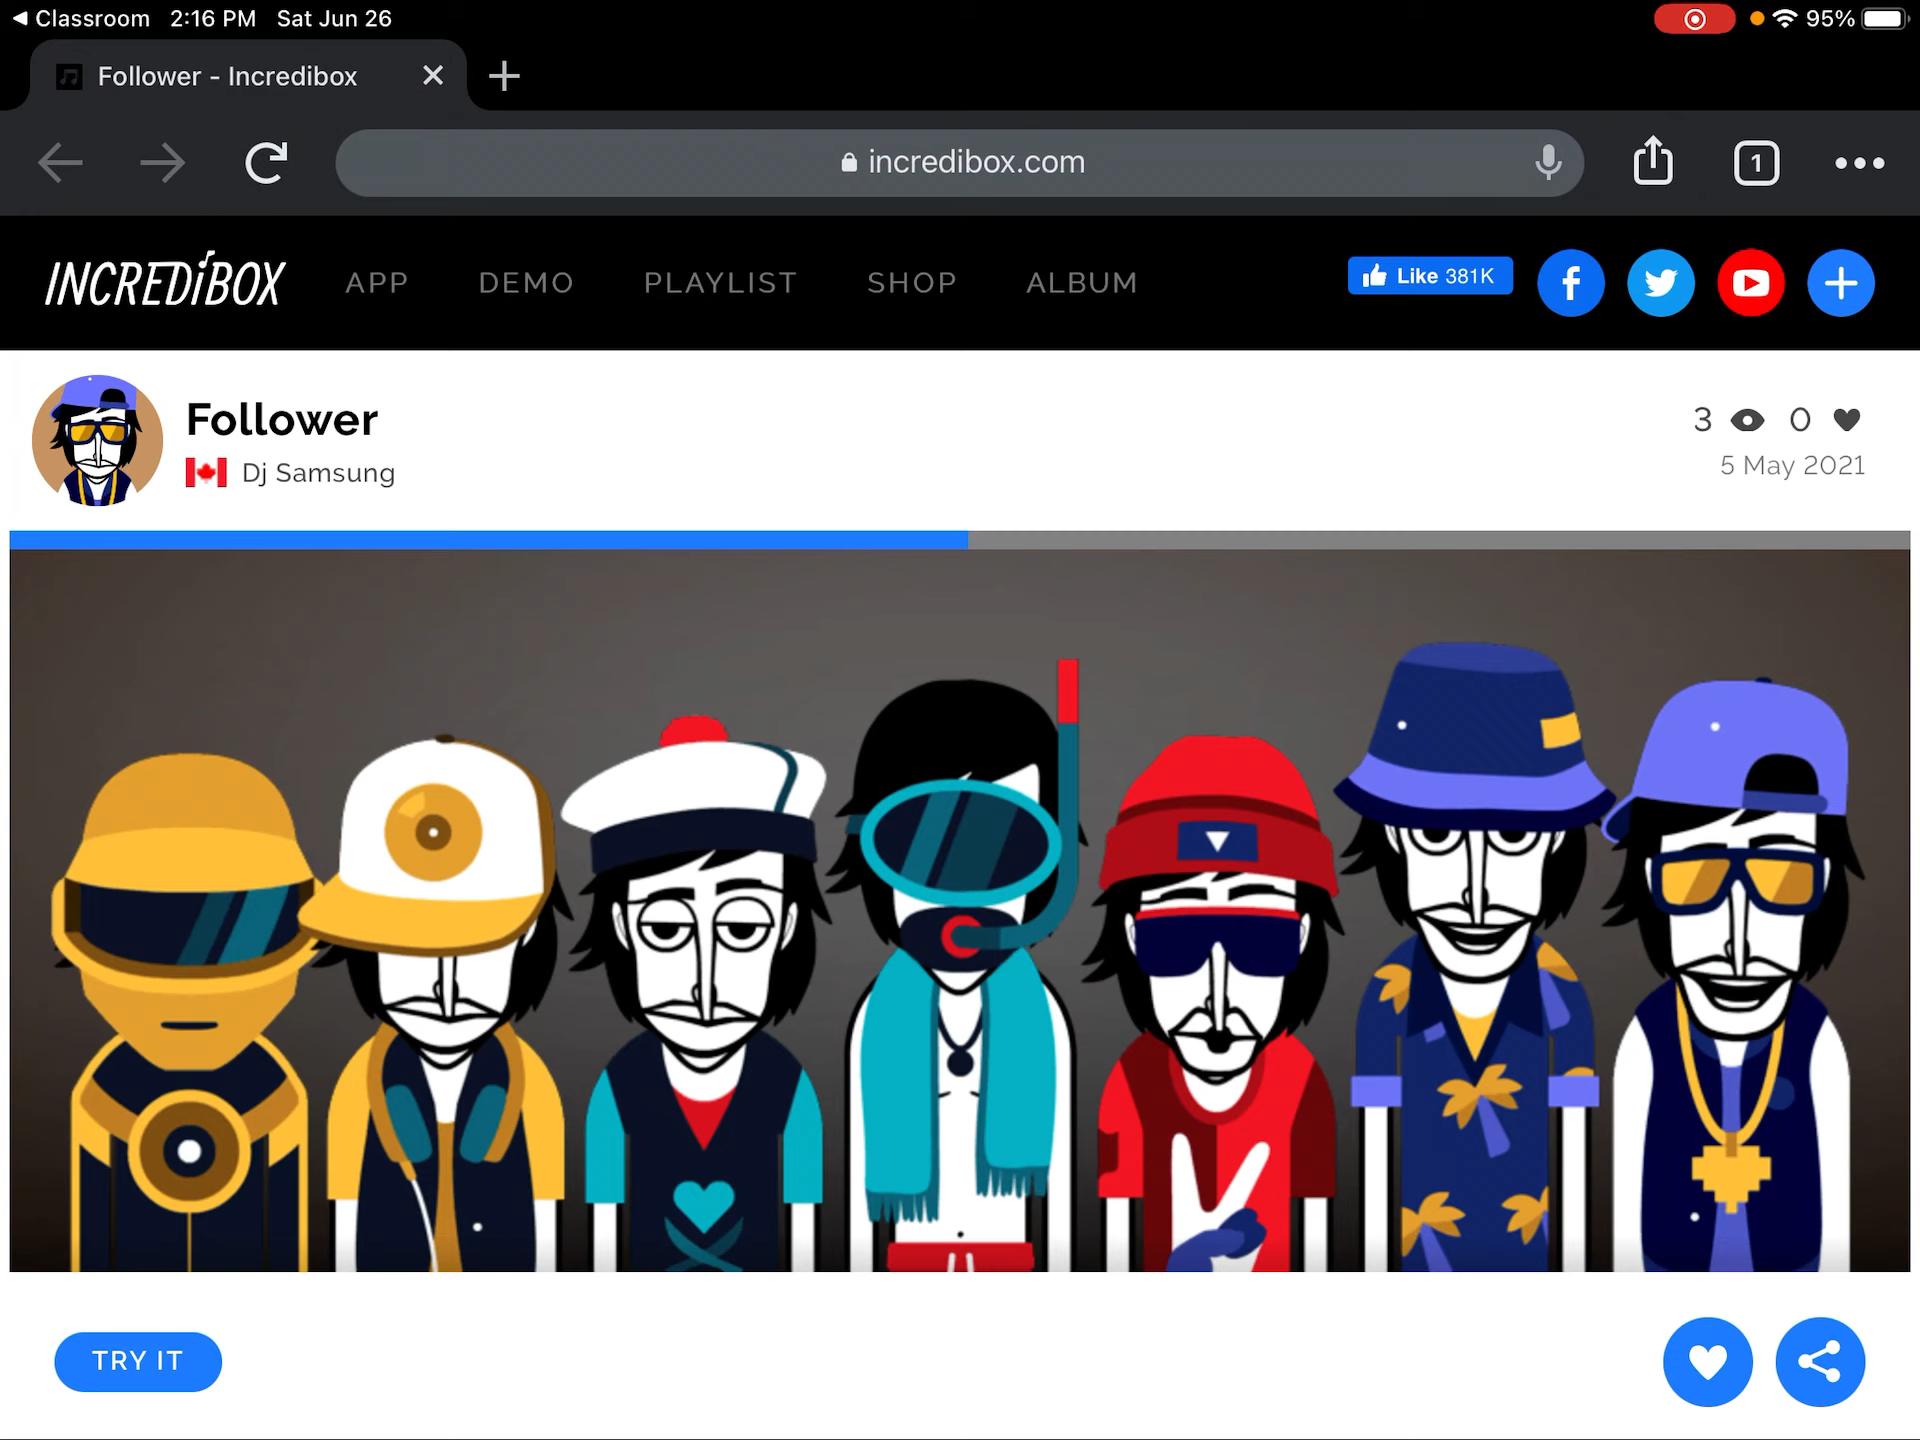 Classroom 2:16 PM Sat Jun 26 95%
Follower - Incredibox
incredibox.com 1
INCREDIBOX APP DEMO PLAYLIST SHOP ALBUM Like 381K
Follower 3 0
Dj Samsung 5 May 2021
TRY IT